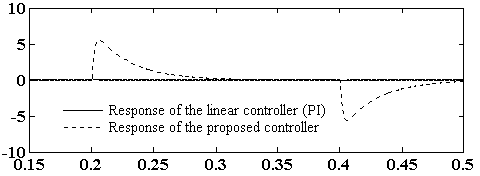 10
5
0
-5
Response of the linear controller (PI)
Response of the proposed controller
-10
0.15 0.2 0.25 0.3 0.35 0.4 0.45 0.5